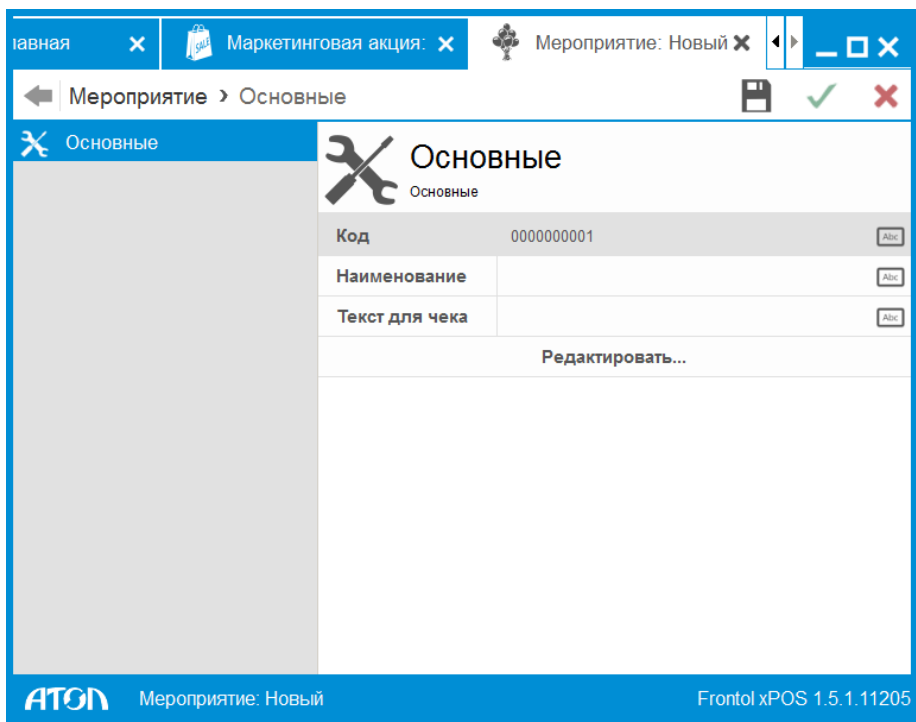 лавная
Маркетинговая акция:
Мероприятие: Новый
Мероприятие › Основные
Основные
Основные
Основные
Код 0000000001 Abc
Наименование Abc
Текст для чека Abc
Редактировать...
ATOL Мероприятие: Новый Frontol xPOS 1.5.1.11205